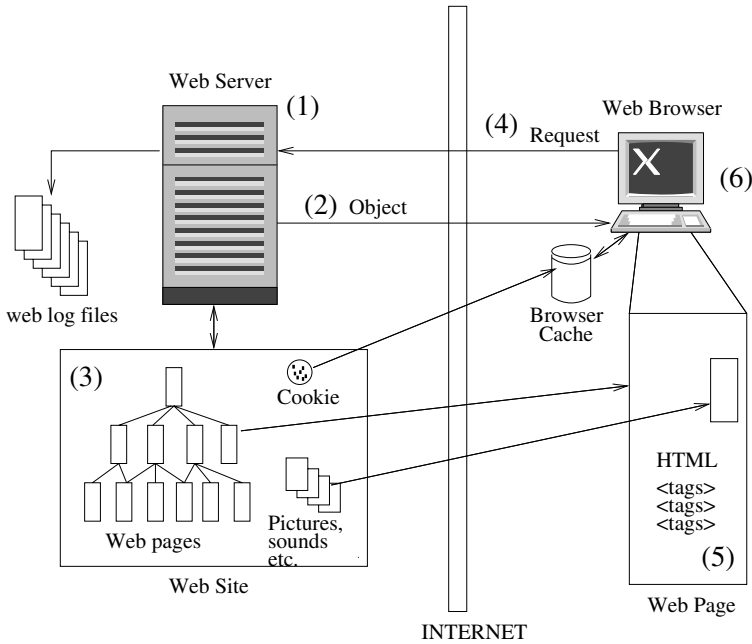 Web Server
(1)
Web Browser
(4) Request
(6)
(2) Object
web log files
Browser
Cache
(3)
Cookie
HTML
<tags>
<tags>
<tags>
Web pages
Pictures,
sounds
etc.
(5)
Web Site
Web Page
INTERNET